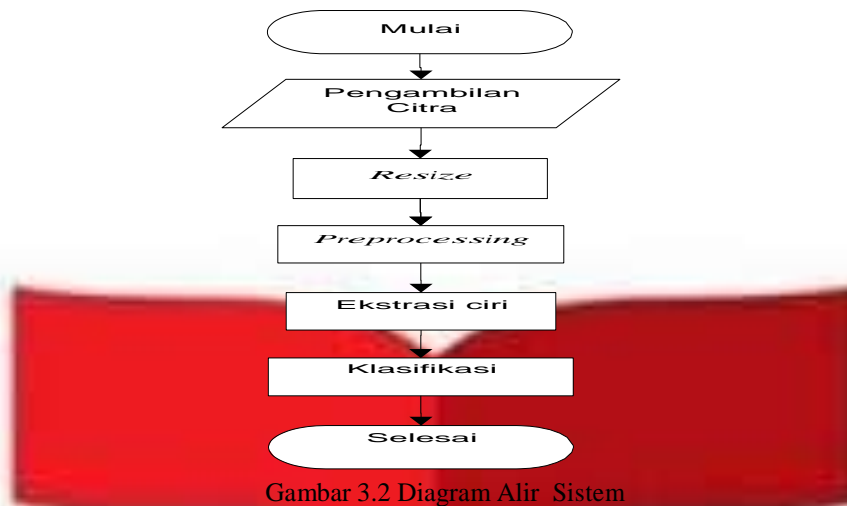 Mulai
Pengambilan
Citra
Resize
Preprocessing
Ekstrasi ciri
Klasifikasi
Selesai
Gambar 3.2 Diagram Alir Sistem